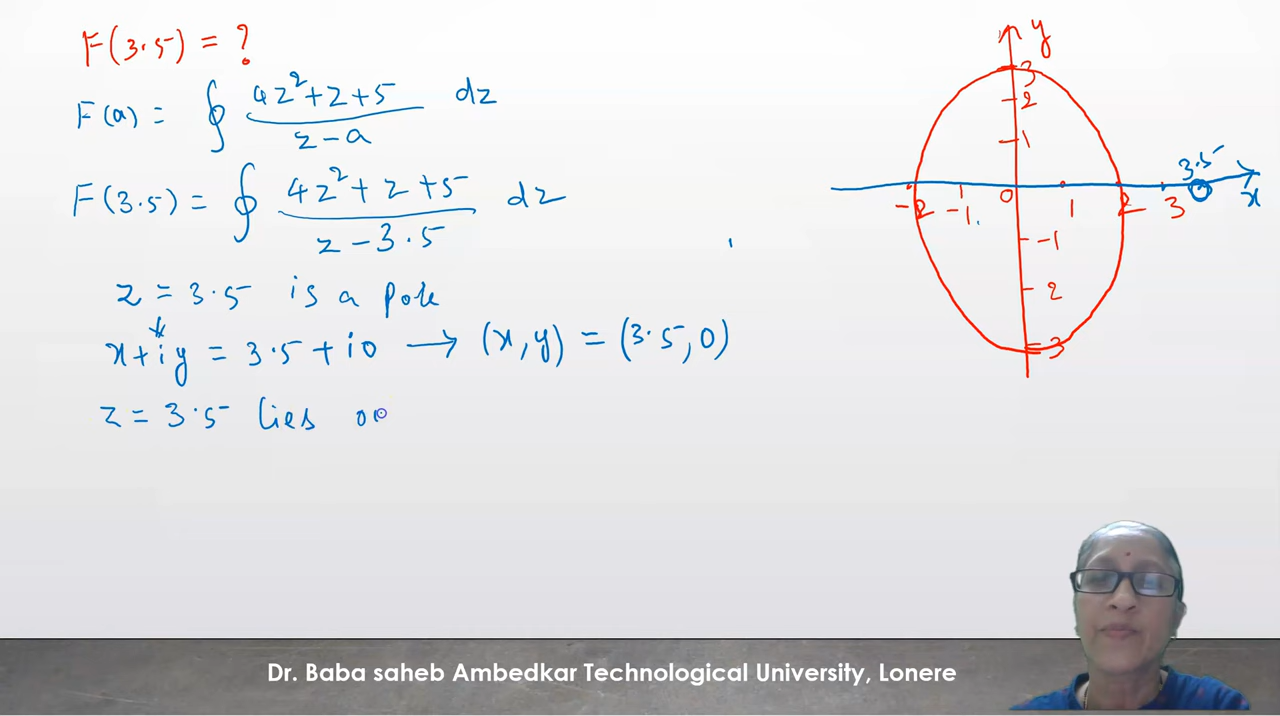 F(3.5) = ?
F(a) = ∮ 4z²+z+5 / z-a dz
F(3.5) = ∮ 4z²+z+5 / z-3.5 dz
z = 3.5 is a pole
x+iy = 3.5+i0 → (x,y) = (3.5,0)
z = 3.5 lies o
y
3
2
1
3.5
-2 -1 0 1 2 3 x
-1
2
-3
Dr. Baba saheb Ambedkar Technological University, Lonere